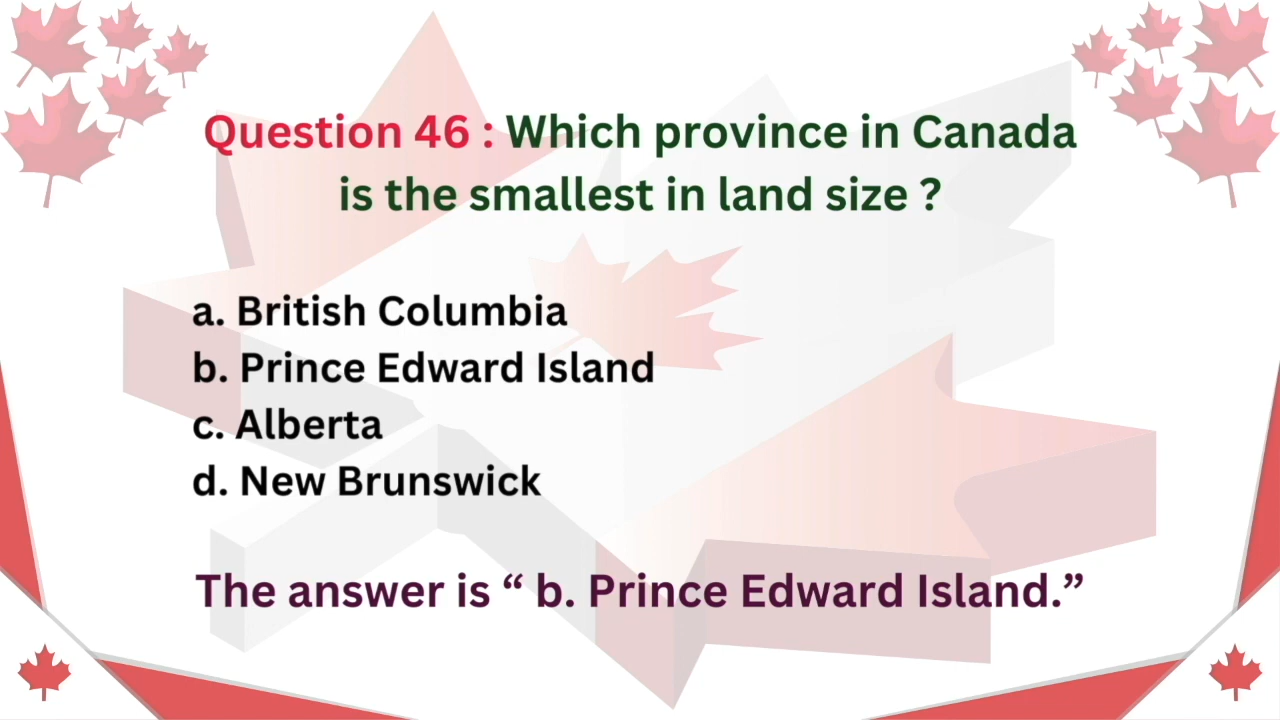 Question 46 : Which province in Canada
is the smallest in land size ?
a. British Columbia
b. Prince Edward Island
c. Alberta
d. New Brunswick
The answer is “ b. Prince Edward Island.”